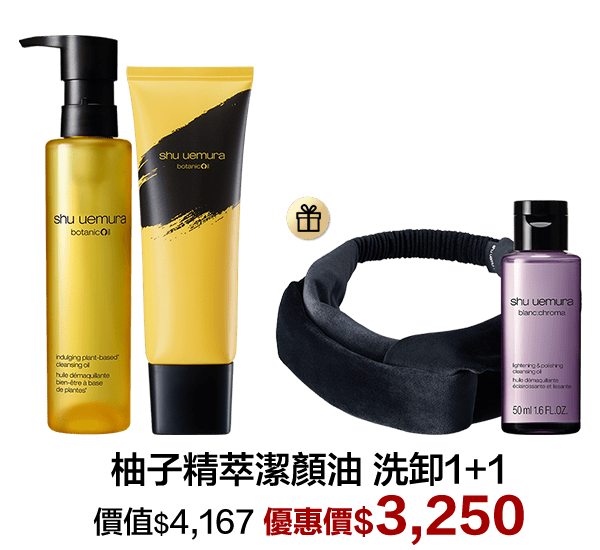 shu uemura
botanicoil
indulging plant-based*
cleansing oil
huile démaquillante
bien-être à base
de plantes*
shu uemura
botanicoil
shu uemura
blanc:chroma
lightening & polishing
cleansing oil
huile démaquillante
éclaircissante et lissante
50 ml 1.6 FL.OZ.
柚子精萃潔顏油 洗卸1+1
價值$4,167 優惠價$3,250